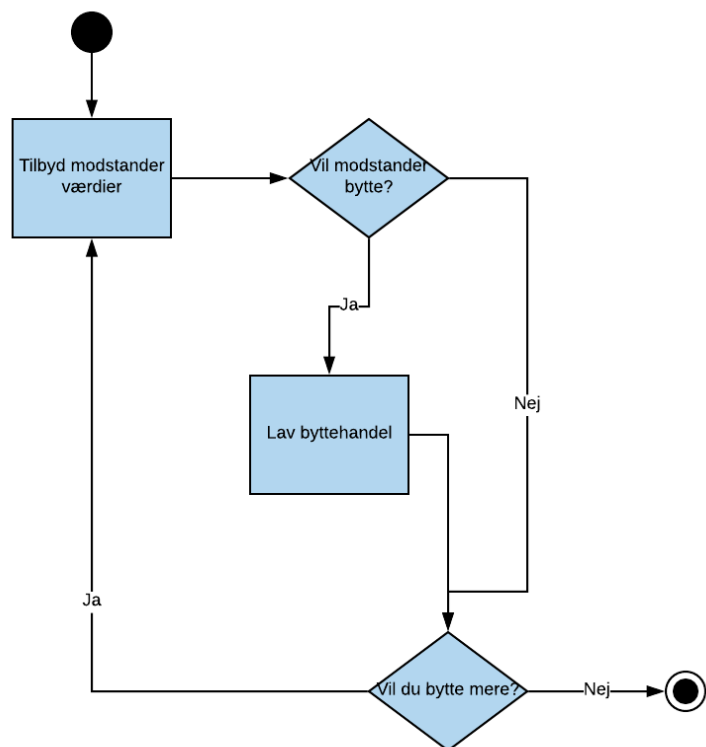 Tilbyd modstander
værdier
Vil modstander
bytte?
Ja
Nej
Lav byttehandel
Ja
Vil du bytte mere?
Nej